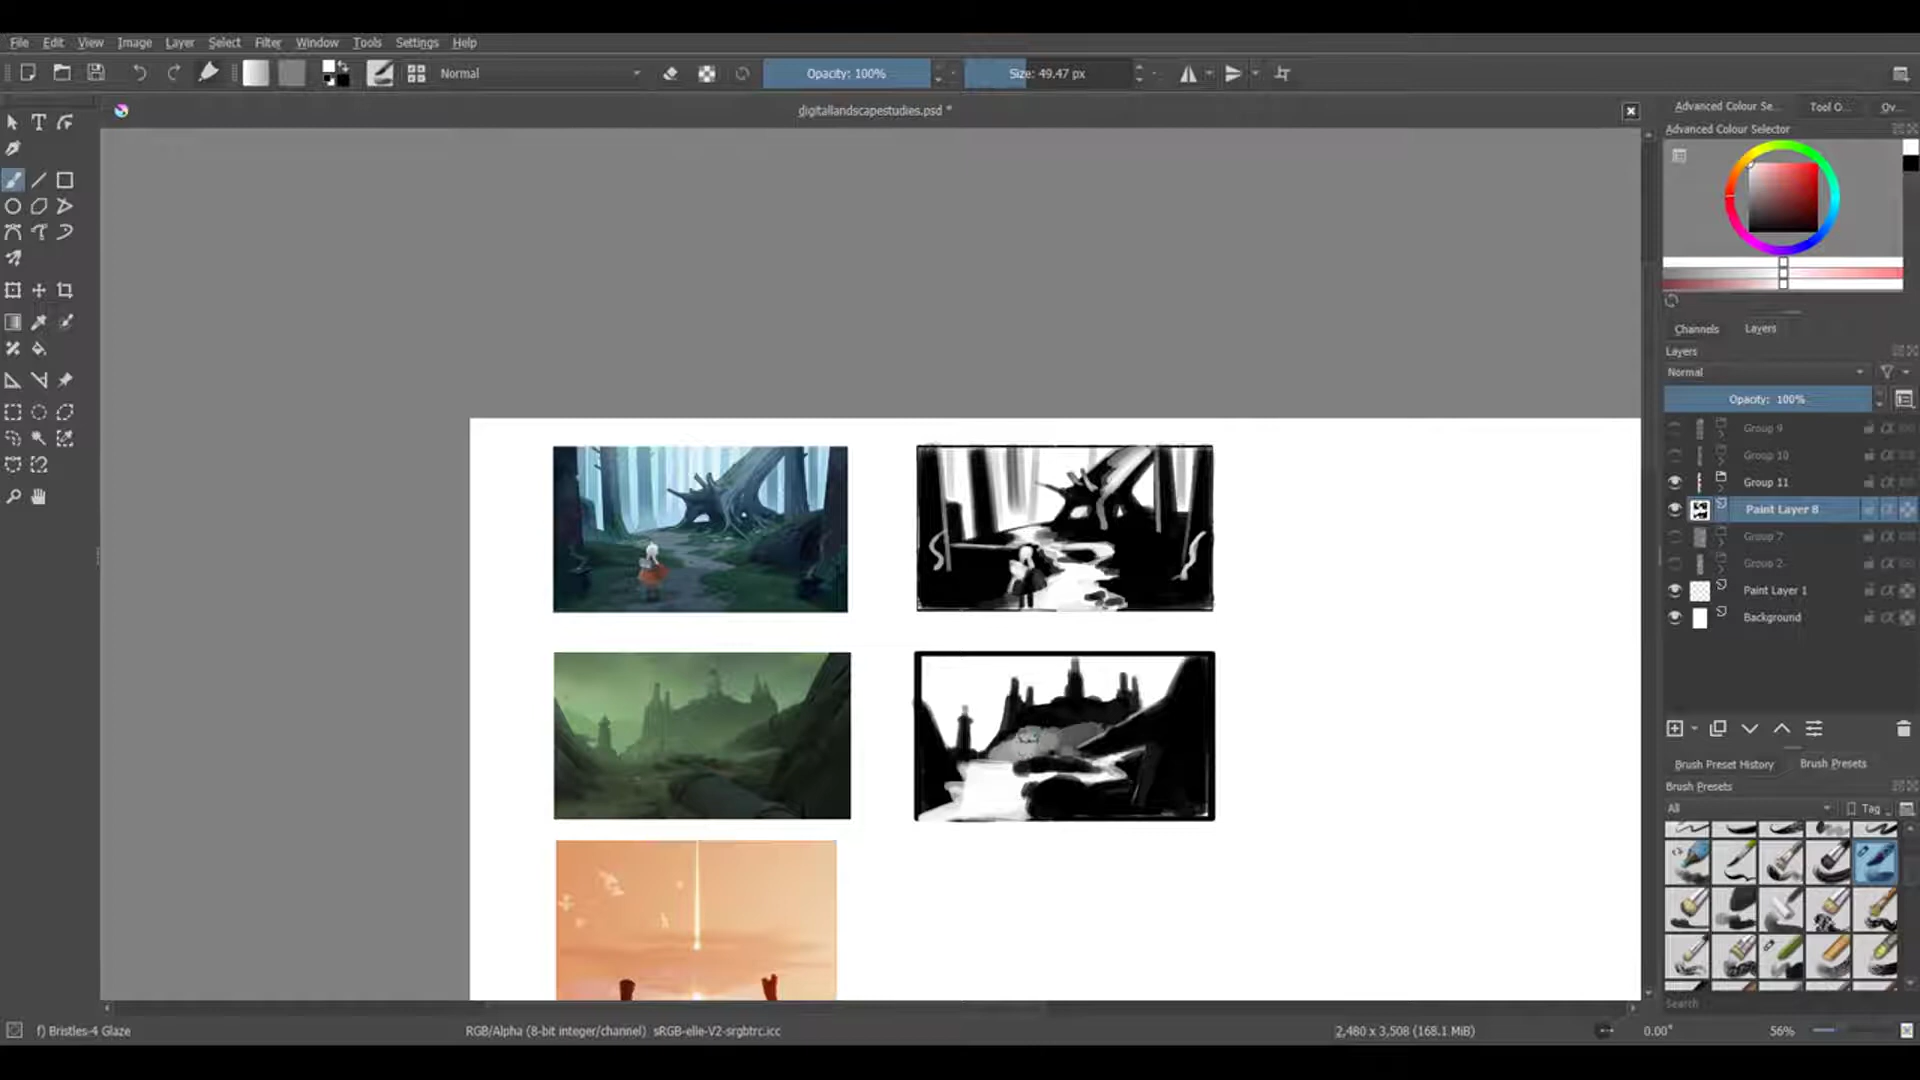 File Edit View Image Layer Select Filter Window Tools Settings Help
Normal Opacity: 100% Size: 49.47 px
digitallandscapestudies.psd *
Advanced Colour Se... Tool O... Ov...
Advanced Colour Selector
Channels Layers
Layers
Normal
Opacity: 100%
Group 9
Group 10
Group 11
Paint Layer 8
Group 7
Group 2
Paint Layer 1
Background
Brush Preset History Brush Presets
Brush Presets
All Tag
Search
f) Bristles-4 Glaze RGB/Alpha (8-bit integer/channel) sRGB-elle-V2-srgbtrc.icc 2,480 x 3,508 (168.1 MiB) 0.00° 56%